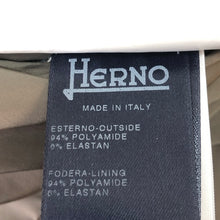 HERNO
MADE IN ITALY
ESTERNO-OUTSIDE
94% POLYAMIDE
6% ELASTAN
FODERA-LINING
94% POLYAMIDE
6% ELASTAN